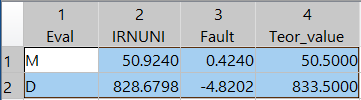 1 2 3 4
Eval IRNUNI Fault Teor_value
1 M 50.9240 0.4240 50.5000
2 D 828.6798 -4.8202 833.5000